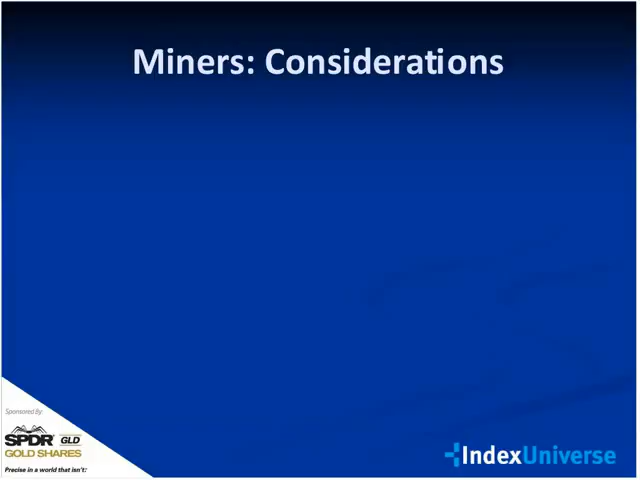 Miners: Considerations
Sponsored By
SPDR GLD
GOLD SHARES
Precise in a world that isn't.
IndexUniverse